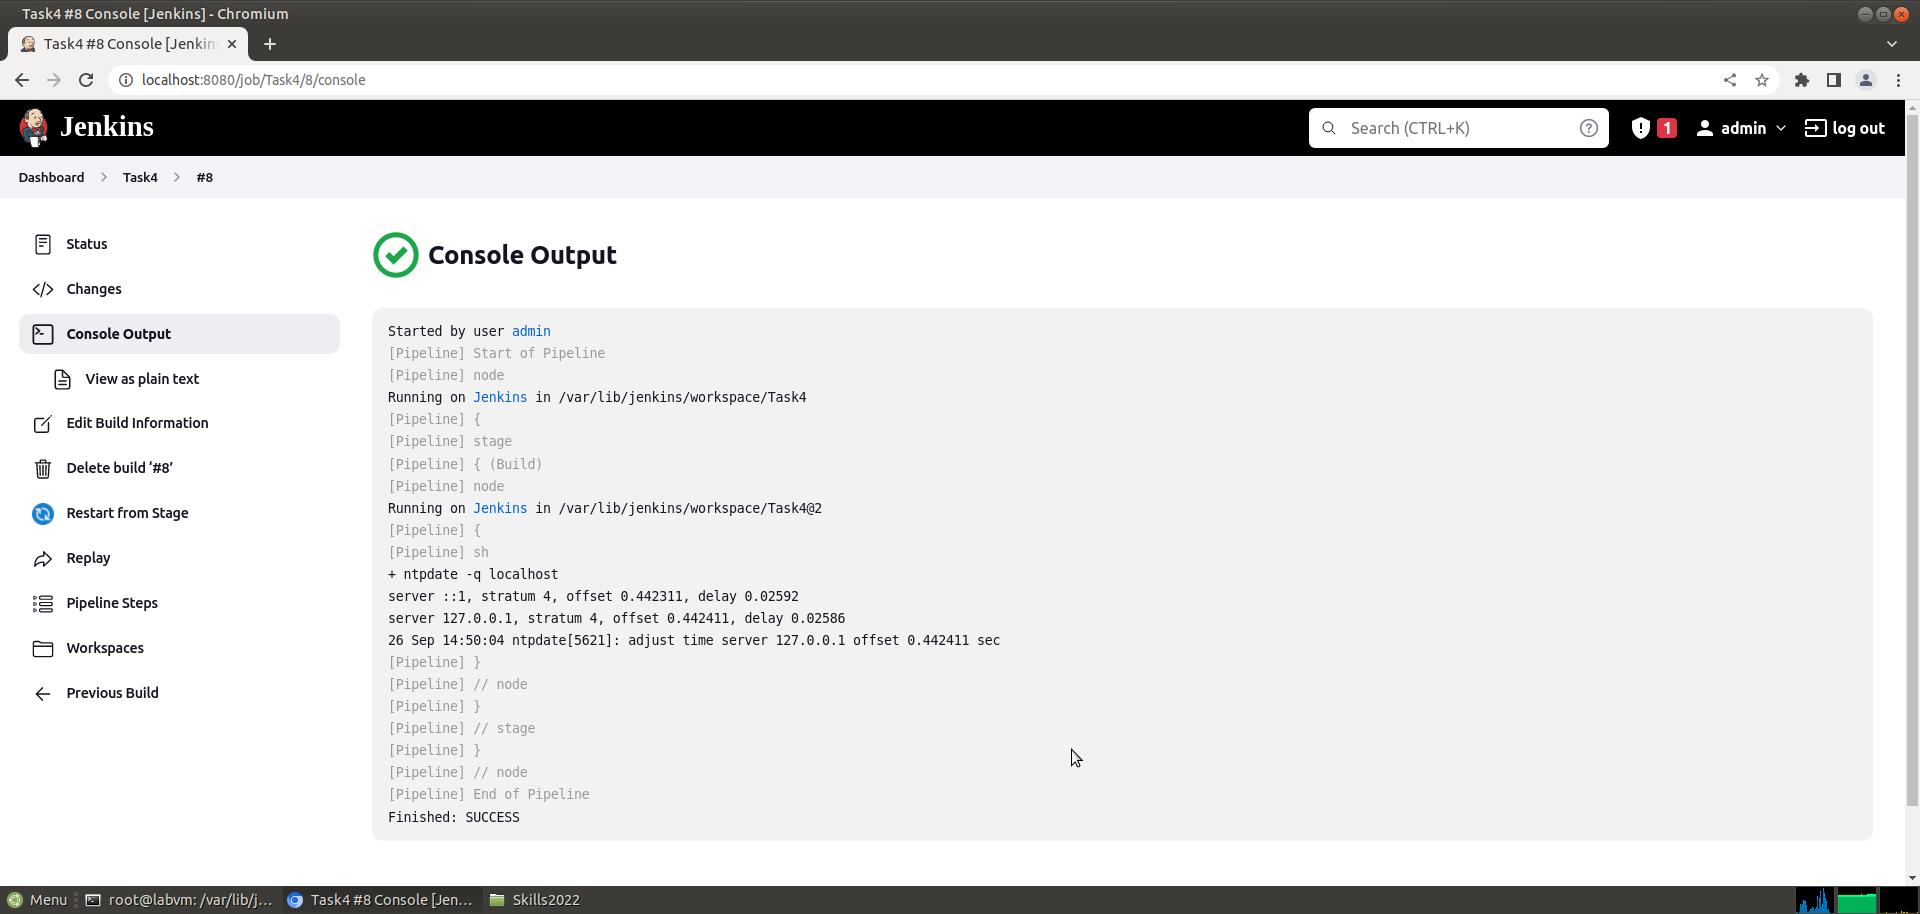 Task4 #8 Console [Jenkins] - Chromium
Task4 #8 Console [Jenkin
localhost:8080/job/Task4/8/console
Jenkins
Search (CTRL+K)
1
admin
log out
Dashboard
Task4
#8
Status
Changes
Console Output
View as plain text
Edit Build Information
Delete build ‘#8’
Restart from Stage
Replay
Pipeline Steps
Workspaces
Previous Build
Console Output
Started by user admin
[Pipeline] Start of Pipeline
[Pipeline] node
Running on Jenkins in /var/lib/jenkins/workspace/Task4
[Pipeline] {
[Pipeline] stage
[Pipeline] { (Build)
[Pipeline] node
Running on Jenkins in /var/lib/jenkins/workspace/Task4@2
[Pipeline] {
[Pipeline] sh
+ ntpdate -q localhost
server ::1, stratum 4, offset 0.442311, delay 0.02592
server 127.0.0.1, stratum 4, offset 0.442411, delay 0.02586
26 Sep 14:50:04 ntpdate[5621]: adjust time server 127.0.0.1 offset 0.442411 sec
[Pipeline] }
[Pipeline] // node
[Pipeline] }
[Pipeline] // stage
[Pipeline] }
[Pipeline] // node
[Pipeline] End of Pipeline
Finished: SUCCESS
Menu
root@labvm: /var/lib/j...
Task4 #8 Console [Jen...
Skills2022